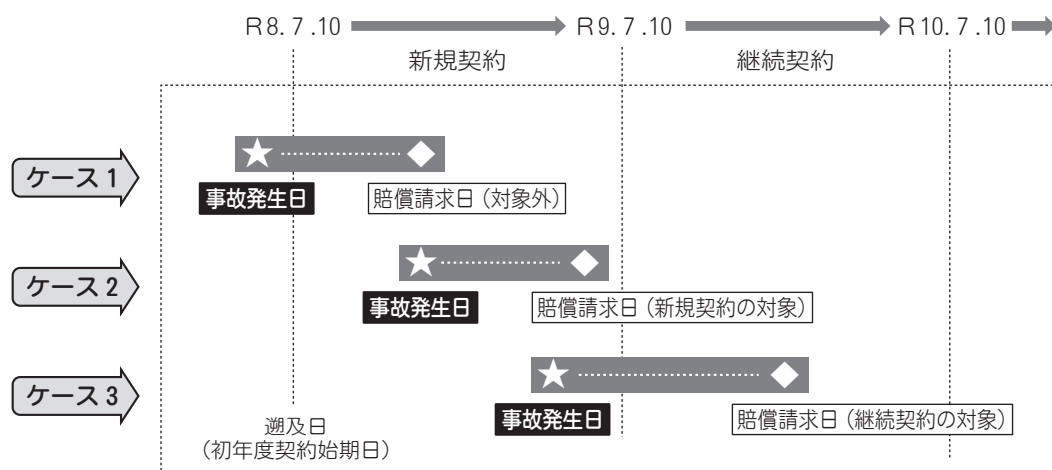 R8.7.10 R9.7.10 R10.7.10
新規契約 継続契約
ケース1
事故発生日 賠償請求日(対象外)
ケース2
事故発生日 賠償請求日(新規契約の対象)
ケース3
事故発生日 賠償請求日(継続契約の対象)
遡及日
(初年度契約始期日)